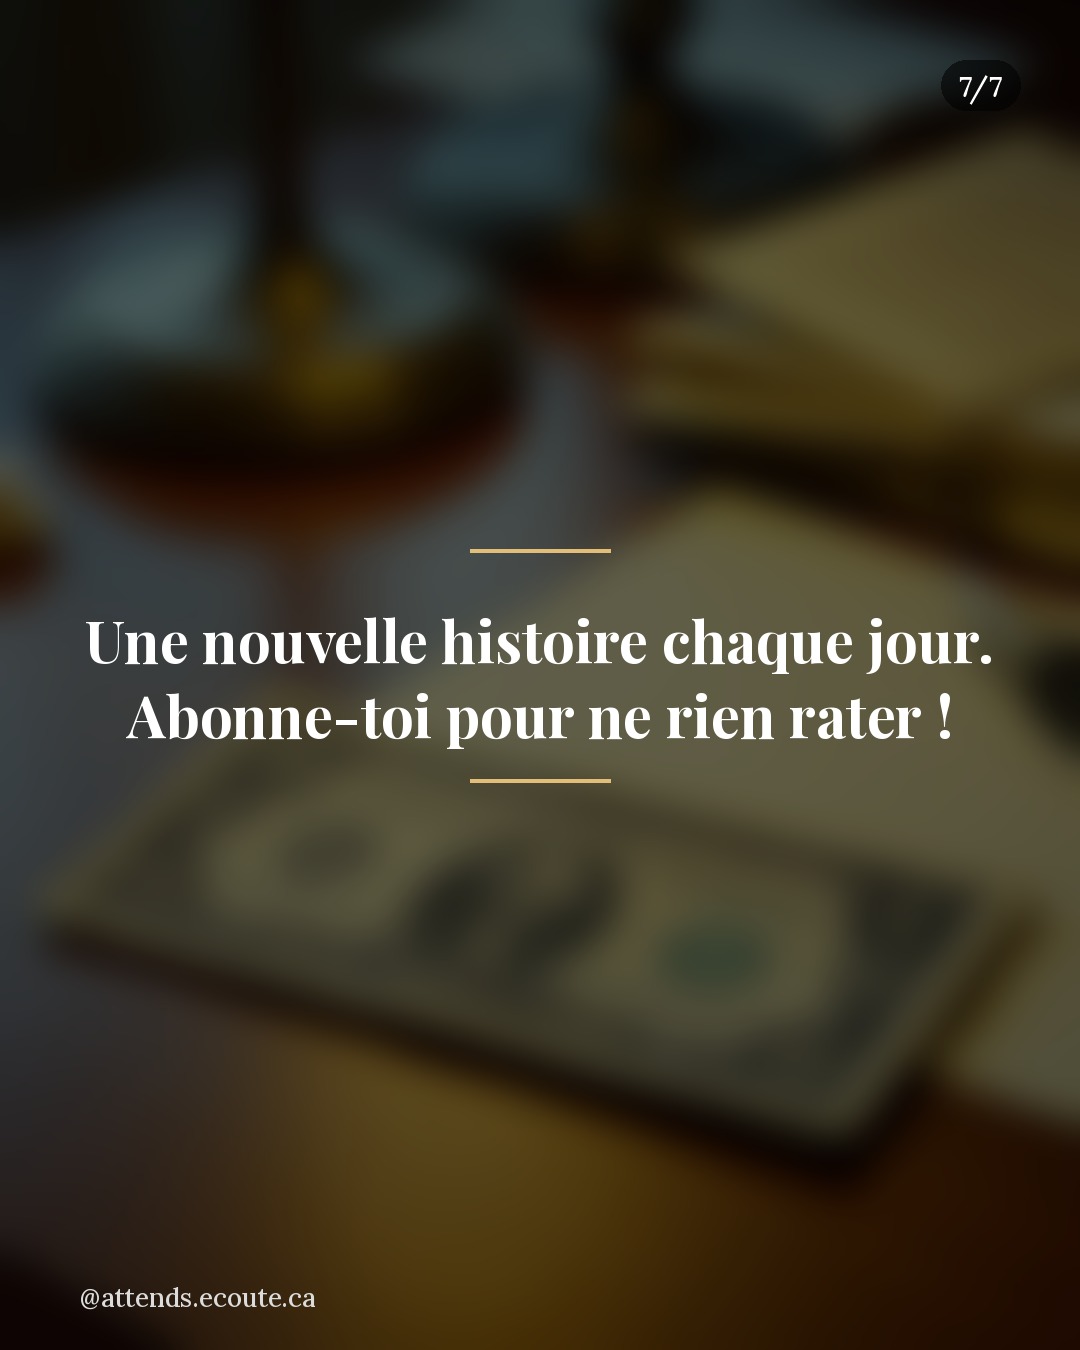 7/7
Une nouvelle histoire chaque jour.
Abonne-toi pour ne rien rater !
@attends.ecoute.ca